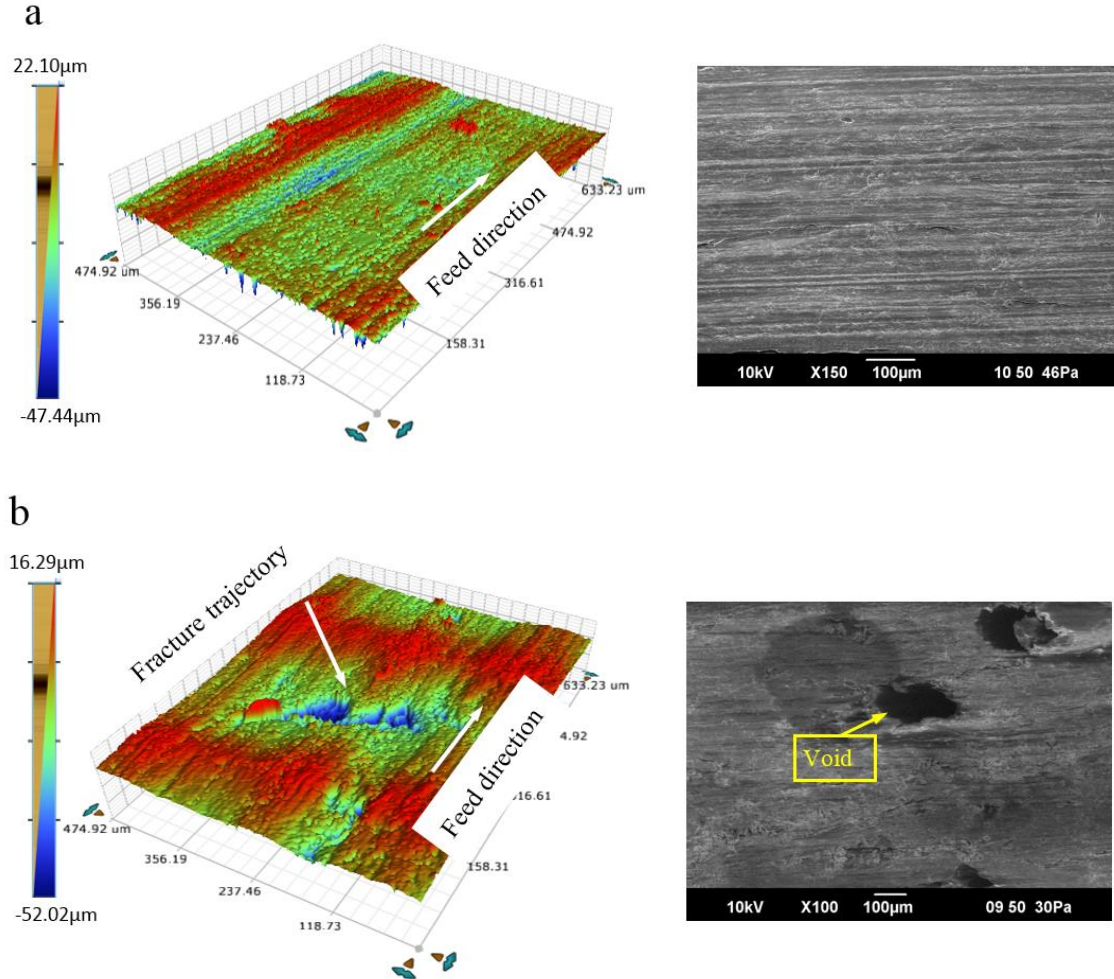 a
22.10µm
-47.44µm
474.92 um
356.19
237.46
118.73
158.31
316.61
474.92
633.23 um
Feed direction
10kV X150 100µm 10 50 46Pa
b
16.29µm
-52.02µm
Fracture trajectory
474.92 um
356.19
237.46
118.73
158.31
4.92
633.23 um
Feed direction
Void
10kV X100 100µm 09 50 30Pa